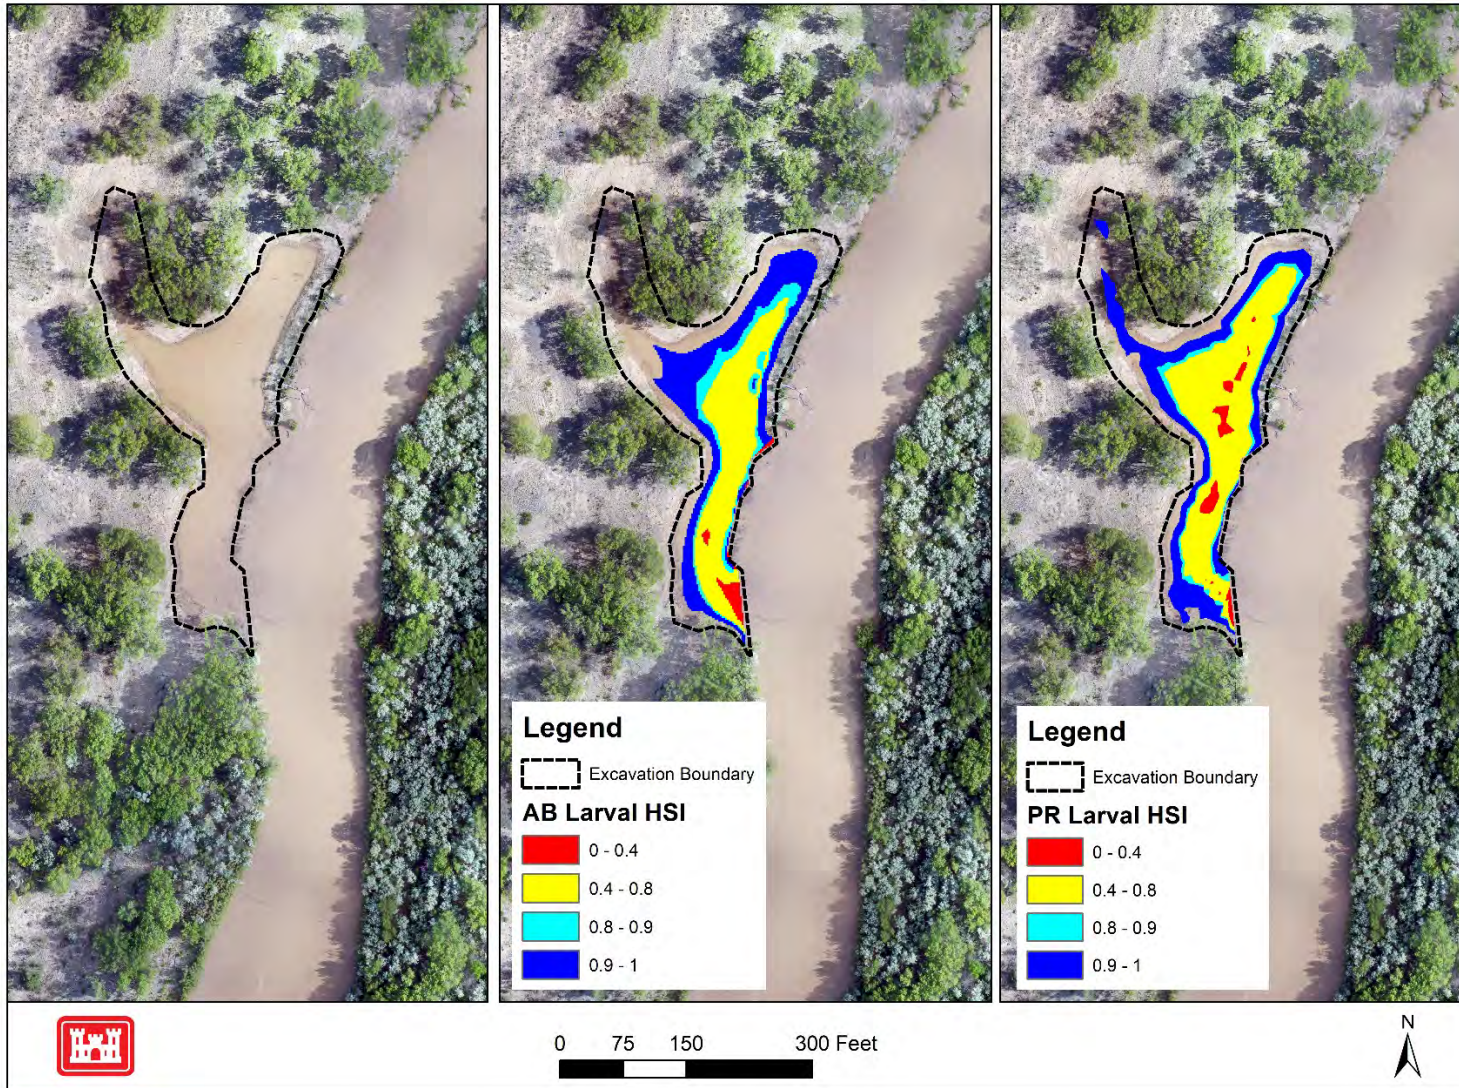 Legend
Excavation Boundary
AB Larval HSI
0 - 0.4
0.4 - 0.8
0.8 - 0.9
0.9 - 1
Legend
Excavation Boundary
PR Larval HSI
0 - 0.4
0.4 - 0.8
0.8 - 0.9
0.9 - 1
0 75 150 300 Feet
N